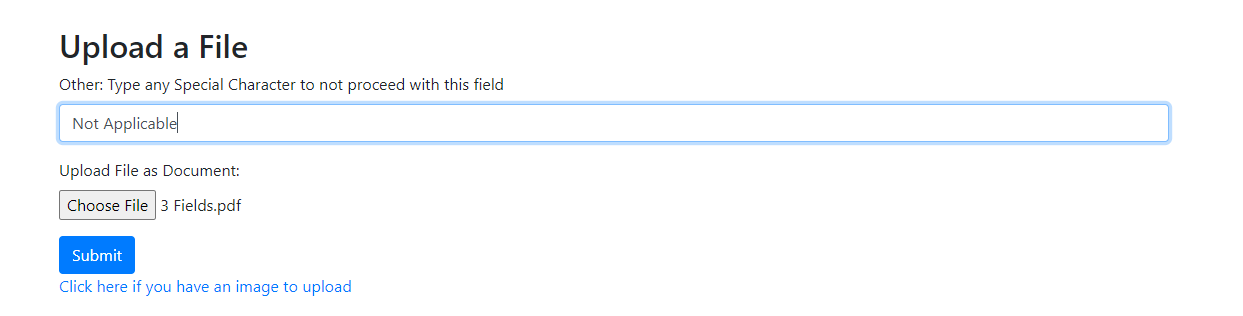 Upload a File
Other: Type any Special Character to not proceed with this field
Not Applicable
Upload File as Document:
Choose File 3 Fields.pdf
Submit
Click here if you have an image to upload